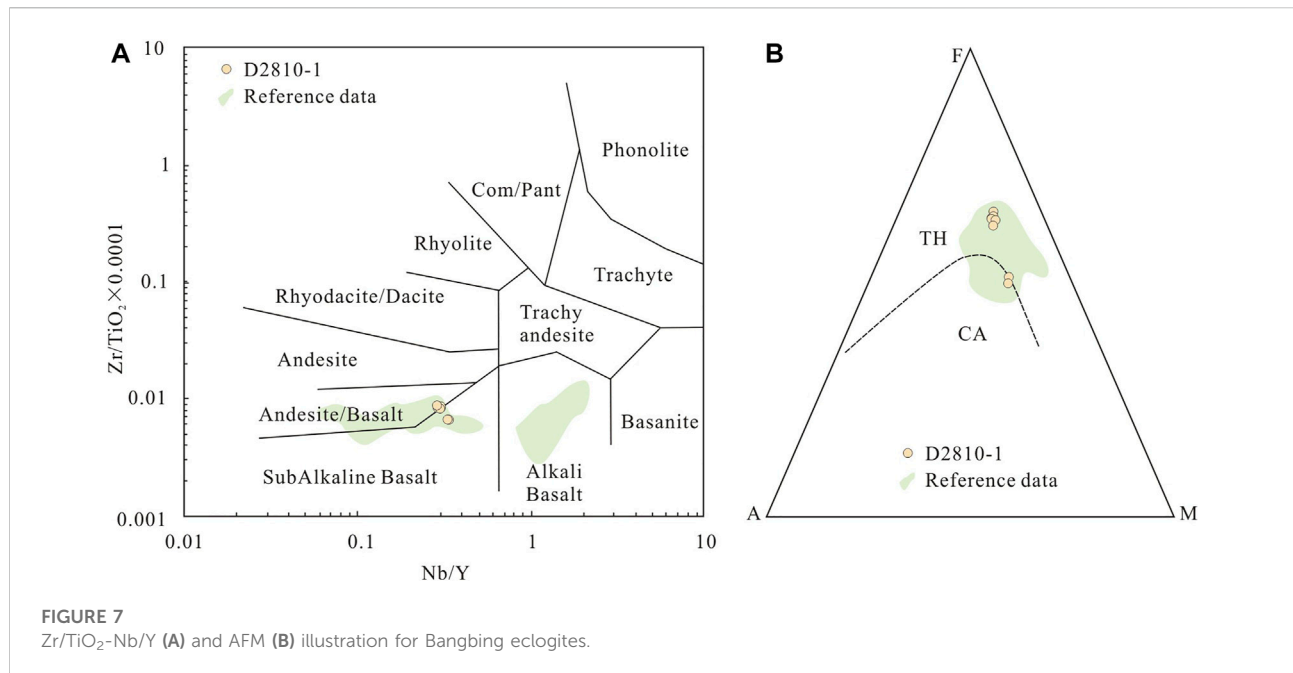 A
10
D2810-1
Reference data
Phonolite
1
Com/Pant
Rhyolite
Trachyte
0.1
Rhyodacite/Dacite
Trachy
andesite
Andesite
0.01
Andesite/Basalt
Basanite
SubAlkaline Basalt
Alkali
Basalt
0.001
0.01
0.1
1
10
Nb/Y
Zr/TiO₂×0.0001
B
F
TH
CA
D2810-1
Reference data
A
M
FIGURE 7
Zr/TiO₂-Nb/Y (A) and AFM (B) illustration for Bangbing eclogites.